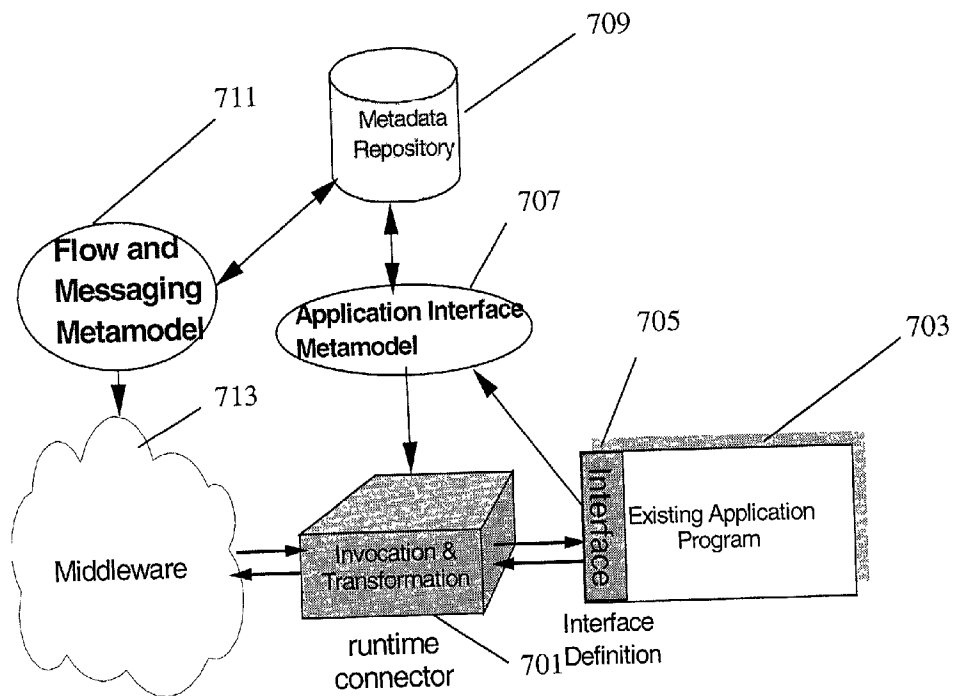 709
711
Metadata
Repository
707
Flow and
Messaging
Metamodel
Application Interface
Metamodel
705
703
713
Interface
Existing Application
Program
Middleware
Invocation &
Transformation
runtime
connector
701
Interface
Definition